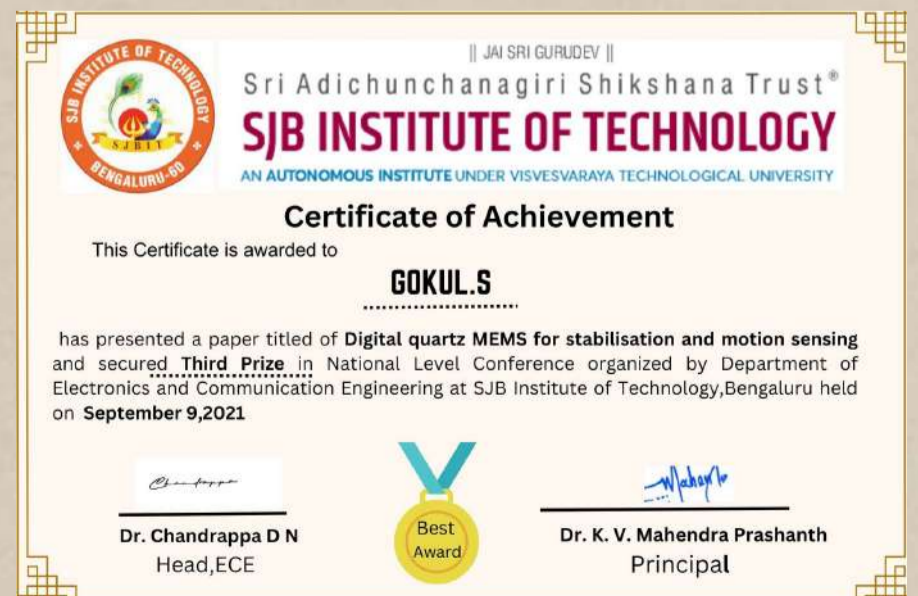 SJB INSTITUTE OF TECHNOLOGY
SJBIT
BENGALURU-60
|| JAI SRI GURUDEV ||
Sri Adichunchanagiri Shikshana Trust®
SJB INSTITUTE OF TECHNOLOGY
AN AUTONOMOUS INSTITUTE UNDER VISVESVARAYA TECHNOLOGICAL UNIVERSITY
Certificate of Achievement
This Certificate is awarded to
GOKUL.S
has presented a paper titled of Digital quartz MEMS for stabilisation and motion sensing
and secured Third Prize in National Level Conference organized by Department of
Electronics and Communication Engineering at SJB Institute of Technology,Bengaluru held
on September 9,2021
Chandrappa
Dr. Chandrappa D N
Head,ECE
Best
Award
Mahen
Dr. K. V. Mahendra Prashanth
Principal